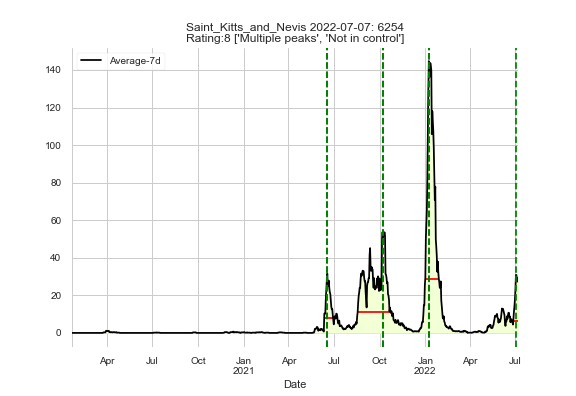 Saint_Kitts_and_Nevis 2022-07-07: 6254
Rating:8 ['Multiple peaks', 'Not in control']
Average-7d
140
120
100
80
60
40
20
0
Apr Jul Oct Jan Apr Jul Oct Jan Apr Jul
2021 2022
Date